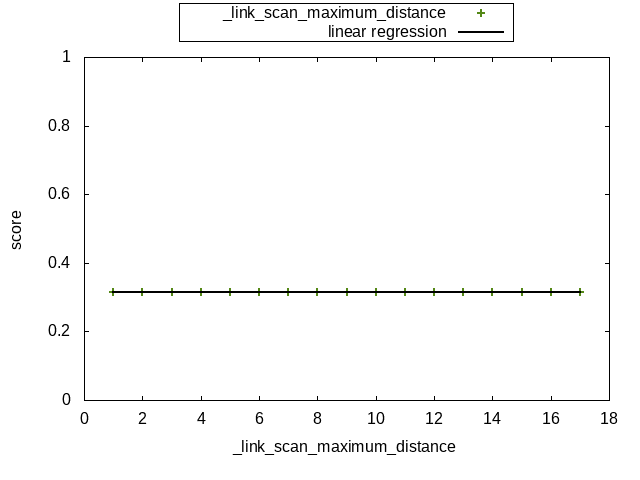 _link_scan_maximum_distance
linear regression
1
0.8
0.6
0.4
0.2
0
score
0 2 4 6 8 10 12 14 16 18
_link_scan_maximum_distance